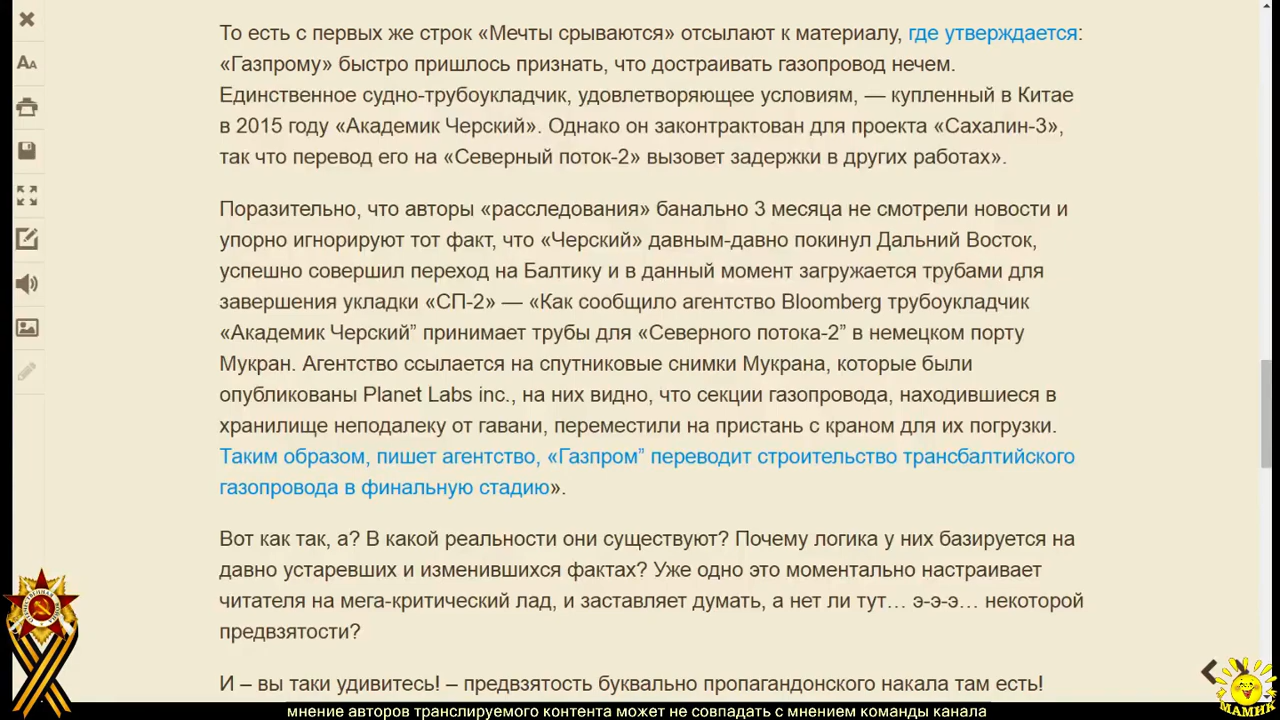 То есть с первых же строк «Мечты срываются» отсылают к материалу, где утверждается:
«Газпрому» быстро пришлось признать, что достраивать газопровод нечем.
Единственное судно-трубоукладчик, удовлетворяющее условиям, — купленный в Китае
в 2015 году «Академик Черский». Однако он законтрактован для проекта «Сахалин-3»,
так что перевод его на «Северный поток-2» вызовет задержки в других работах».
Поразительно, что авторы «расследования» банально 3 месяца не смотрели новости и
упорно игнорируют тот факт, что «Черский» давным-давно покинул Дальний Восток,
успешно совершил переход на Балтику и в данный момент загружается трубами для
завершения укладки «СП-2» — «Как сообщило агентство Bloomberg трубоукладчик
«Академик Черский” принимает трубы для «Северного потока-2” в немецком порту
Мукран. Агентство ссылается на спутниковые снимки Мукрана, которые были
опубликованы Planet Labs inc., на них видно, что секции газопровода, находившиеся в
хранилище неподалеку от гавани, переместили на пристань с краном для их погрузки.
Таким образом, пишет агентство, «Газпром” переводит строительство трансбалтийского
газопровода в финальную стадию».
Вот как так, а? В какой реальности они существуют? Почему логика у них базируется на
давно устаревших и изменившихся фактах? Уже одно это моментально настраивает
читателя на мега-критический лад, и заставляет думать, а нет ли тут… э-э-э… некоторой
предвзятости?
И – вы таки удивитесь! – предвзятость буквально пропагандонского накала там есть!
МАМИК
мнение авторов транслируемого контента может не совпадать с мнением команды канала